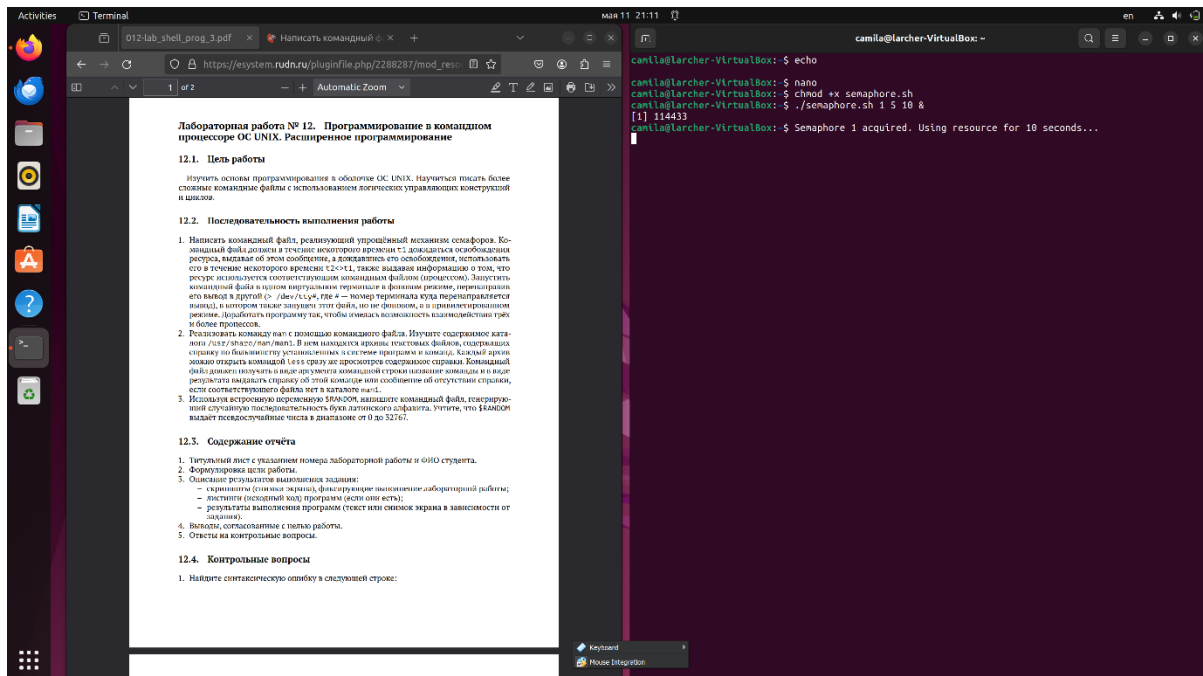 Activities
Terminal
мая 11 21:11
en
012-lab_shell_prog_3.pdf
Написать командный ф
https://esystem.rudn.ru/pluginfile.php/2288287/mod_reso
1 of 2
Automatic Zoom
Лабораторная работа № 12. Программирование в командном
процессоре ОС UNIX. Расширенное программирование
12.1. Цель работы
Изучить основы программирования в оболочке ОС UNIX. Научиться писать более
сложные командные файлы с использованием логических управляющих конструкций
и циклов.
12.2. Последовательность выполнения работы
1. Написать командный файл, реализующий упрощённый механизм семафоров. Ко-
мандный файл должен в течение некоторого времени t1 дожидаться освобождения
ресурса, выдавая об этом сообщение, а дождавшись его освобождения, использовать
его в течение некоторого времени t2<>t1, также выдавая информацию о том, что
ресурс используется соответствующим командным файлом (процессом). Запустить
командный файл в одном виртуальном терминале в фоновом режиме, перенаправив
его вывод в другой (> /dev/tty#, где # — номер терминала куда перенаправляется
вывод), в котором также запущен этот файл, но не фоновом, а в привилегированном
режиме. Доработать программу так, чтобы имелась возможность взаимодействия трёх
и более процессов.
2. Реализовать команду man с помощью командного файла. Изучите содержимое ката-
лога /usr/share/man/man1. В нем находятся архивы текстовых файлов, содержащих
справку по большинству установленных в системе программ и команд. Каждый архив
можно открыть командой less сразу же просмотрев содержимое справки. Командный
файл должен получать в виде аргумента командной строки название команды и в виде
результата выдавать справку об этой команде или сообщение об отсутствии справки,
если соответствующего файла нет в каталоге man1.
3. Используя встроенную переменную $RANDOM, напишите командный файл, генерирую-
щий случайную последовательность букв латинского алфавита. Учтите, что $RANDOM
выдаёт псевдослучайные числа в диапазоне от 0 до 32767.
12.3. Содержание отчёта
1. Титульный лист с указанием номера лабораторной работы и ФИО студента.
2. Формулировка цели работы.
3. Описание результатов выполнения задания:
– скриншоты (снимки экрана), фиксирующие выполнение лабораторной работы;
– листинги (исходный код) программ (если они есть);
– результаты выполнения программ (текст или снимок экрана в зависимости от
задания).
4. Выводы, согласованные с целью работы.
5. Ответы на контрольные вопросы.
12.4. Контрольные вопросы
1. Найдите синтаксическую ошибку в следующей строке:
camila@larcher-VirtualBox: ~
camila@larcher-VirtualBox:~$ echo
camila@larcher-VirtualBox:~$ nano
camila@larcher-VirtualBox:~$ chmod +x semaphore.sh
camila@larcher-VirtualBox:~$ ./semaphore.sh 1 5 10 &
[1] 114433
camila@larcher-VirtualBox:~$ Semaphore 1 acquired. Using resource for 10 seconds...
Keyboard
Mouse Integration